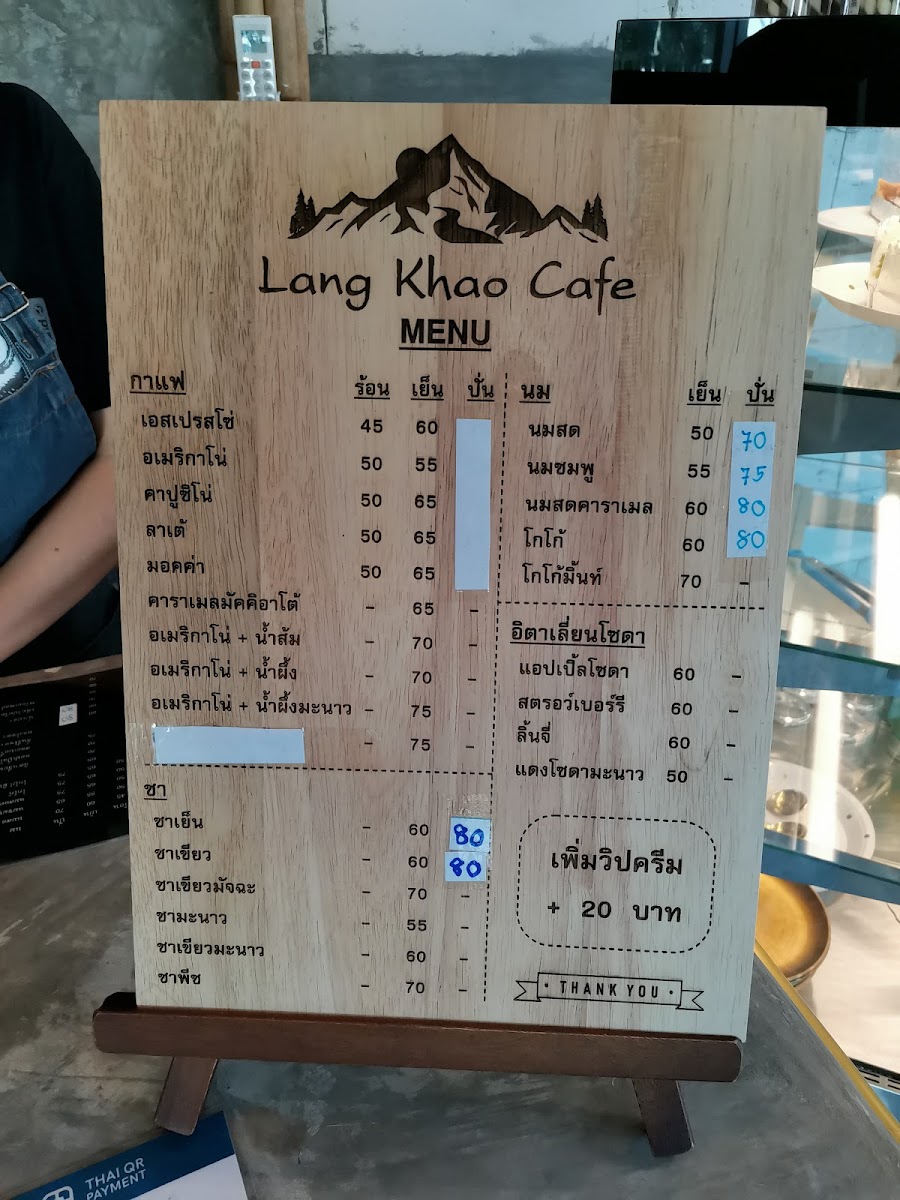 Lang Khao Cafe
MENU
กาแฟ ร้อน เย็น ปั่น
เอสเปรสโซ่ 45 60
อเมริกาโน่ 50 55
คาปูชิโน่ 50 65
ลาเต้ 50 65
มอคค่า 50 65
คาราเมลมัคคิอาโต้ - 65 -
อเมริกาโน่ + น้ำส้ม - 70 -
อเมริกาโน่ + น้ำผึ้ง - 70 -
อเมริกาโน่ + น้ำผึ้งมะนาว - 75 -
- 75 -
ชา
ชาเย็น - 60 80
ชาเขียว - 60 80
ชาเขียวมัจฉะ - 70 -
ชามะนาว - 55 -
ชาเขียวมะนาว - 60 -
ชาพีช - 70 -
นม เย็น ปั่น
นมสด 50 70
นมชมพู 55 75
นมสดคาราเมล 60 80
โกโก้ 60 80
โกโก้มิ้นท์ 70 -
อิตาเลี่ยนโซดา
แอปเปิ้ลโซดา 60 -
สตรอว์เบอร์รี 60 -
ลิ้นจี่ 60 -
แดงโซดามะนาว 50 -
เพิ่มวิปครีม
+ 20 บาท
• THANK YOU •
THAI QR
PAYMENT